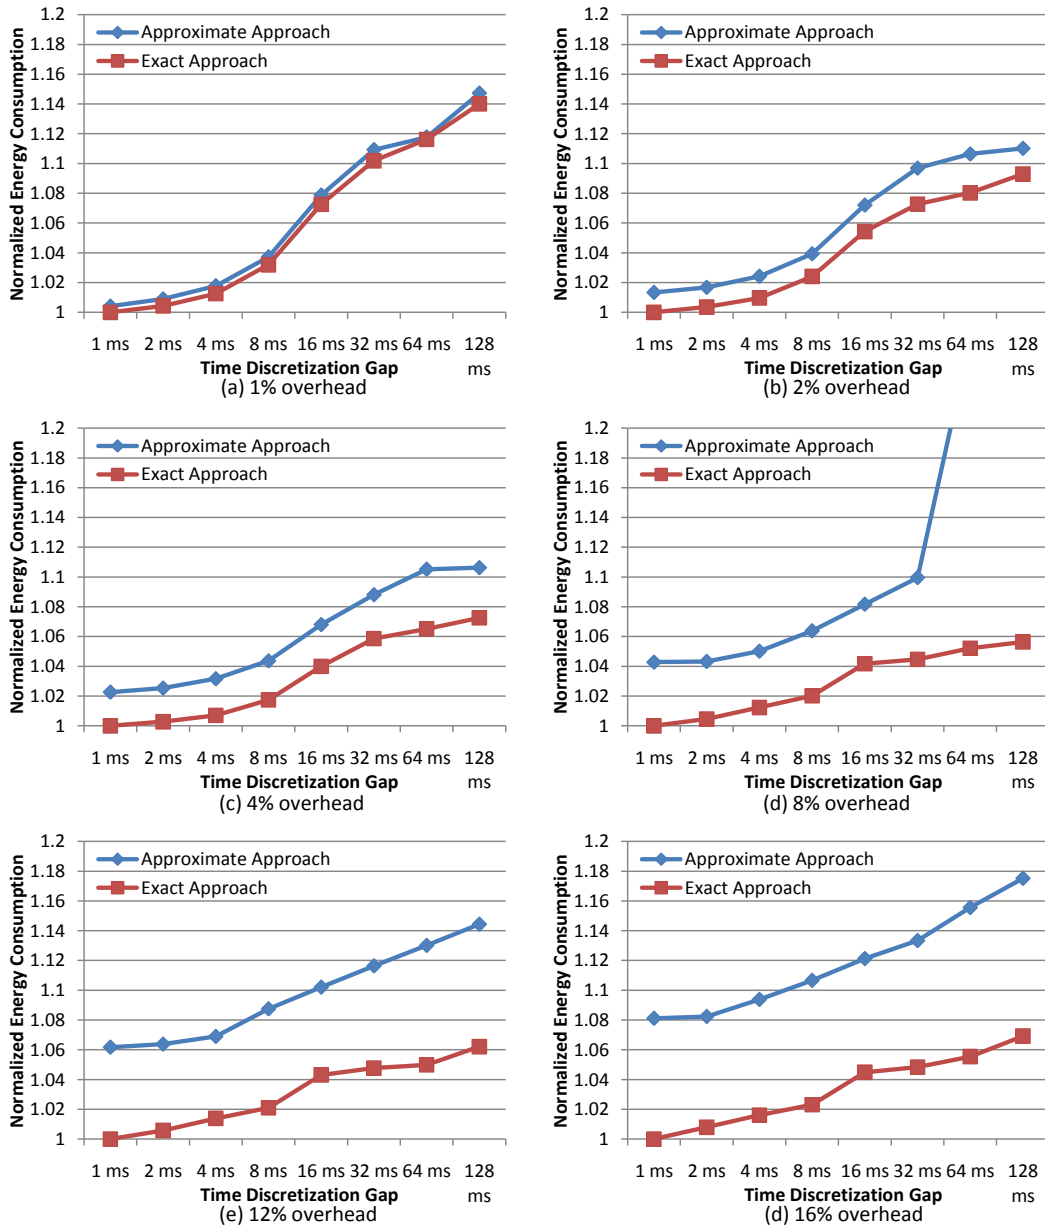 Normalized Energy Consumption
1.2
1.18
1.16
1.14
1.12
1.1
1.08
1.06
1.04
1.02
1
Approximate Approach
Exact Approach
1 ms 2 ms 4 ms 8 ms 16 ms 32 ms 64 ms 128 ms
Time Discretization Gap
(a) 1% overhead
Normalized Energy Consumption
1.2
1.18
1.16
1.14
1.12
1.1
1.08
1.06
1.04
1.02
1
Approximate Approach
Exact Approach
1 ms 2 ms 4 ms 8 ms 16 ms 32 ms 64 ms 128 ms
Time Discretization Gap
(b) 2% overhead
Normalized Energy Consumption
1.2
1.18
1.16
1.14
1.12
1.1
1.08
1.06
1.04
1.02
1
Approximate Approach
Exact Approach
1 ms 2 ms 4 ms 8 ms 16 ms 32 ms 64 ms 128 ms
Time Discretization Gap
(c) 4% overhead
Normalized Energy Consumption
1.2
1.18
1.16
1.14
1.12
1.1
1.08
1.06
1.04
1.02
1
Approximate Approach
Exact Approach
1 ms 2 ms 4 ms 8 ms 16 ms 32 ms 64 ms 128 ms
Time Discretization Gap
(d) 8% overhead
Normalized Energy Consumption
1.2
1.18
1.16
1.14
1.12
1.1
1.08
1.06
1.04
1.02
1
Approximate Approach
Exact Approach
1 ms 2 ms 4 ms 8 ms 16 ms 32 ms 64 ms 128 ms
Time Discretization Gap
(e) 12% overhead
Normalized Energy Consumption
1.2
1.18
1.16
1.14
1.12
1.1
1.08
1.06
1.04
1.02
1
Approximate Approach
Exact Approach
1 ms 2 ms 4 ms 8 ms 16 ms 32 ms 64 ms 128 ms
Time Discretization Gap
(d) 16% overhead